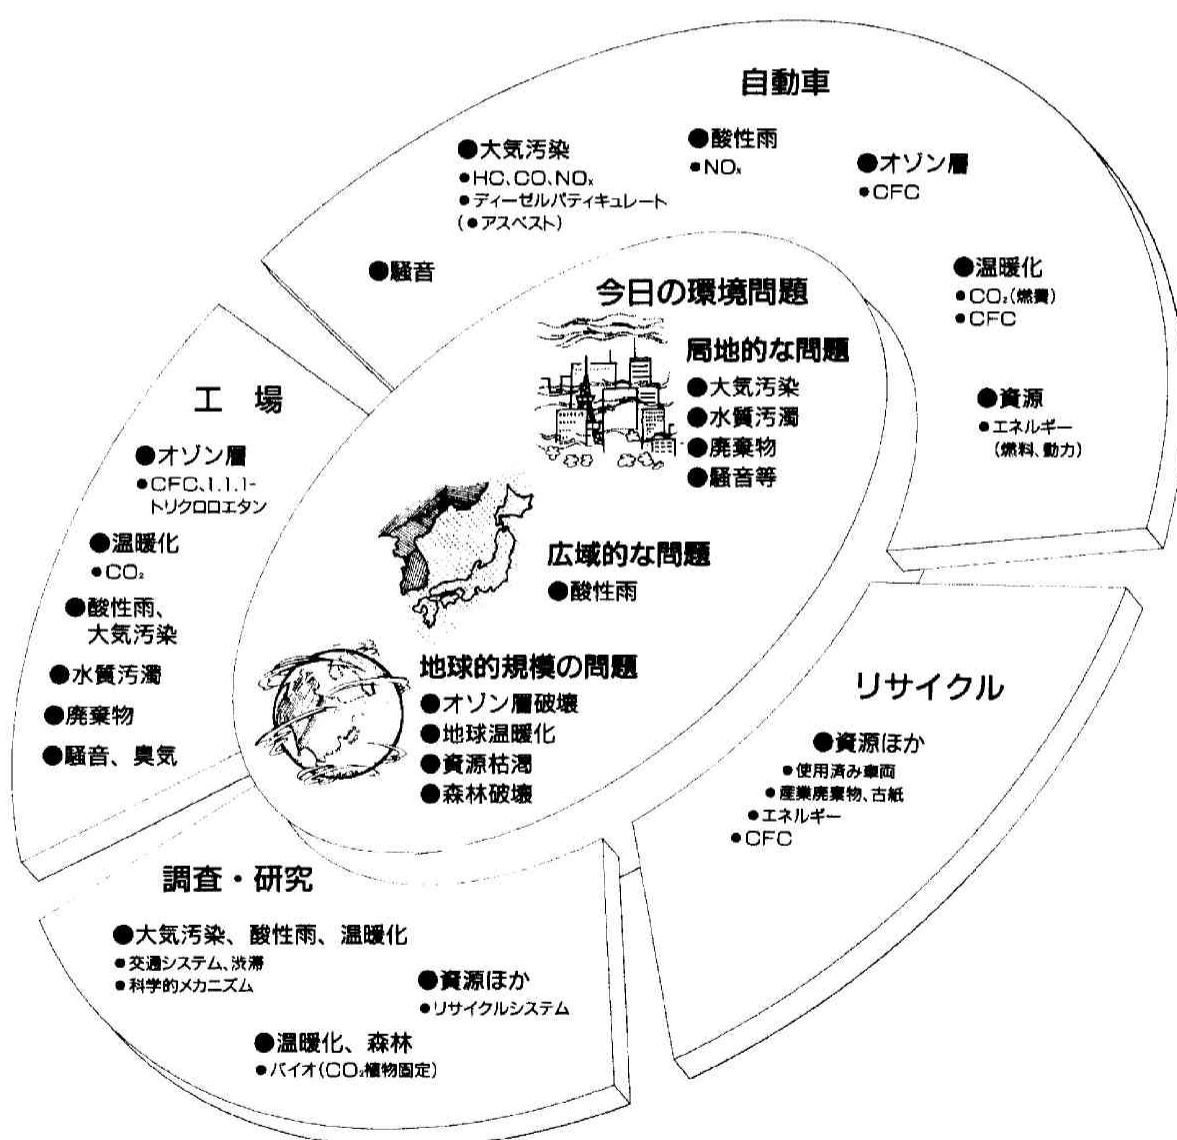 自動車
●大気汚染
●HC、CO、NOx
●ディーゼルパティキュレート
(●アスベスト)
●酸性雨
●NOx
●オゾン層
●CFC
●騒音
●温暖化
●CO₂(燃費)
●CFC
●資源
●エネルギー
(燃料、動力)
今日の環境問題
局地的な問題
●大気汚染
●水質汚濁
●廃棄物
●騒音等
広域的な問題
●酸性雨
地球的規模の問題
●オゾン層破壊
●地球温暖化
●資源枯渇
●森林破壊
工 場
●オゾン層
●CFC、1.1.1-
トリクロロエタン
●温暖化
●CO₂
●酸性雨、
大気汚染
●水質汚濁
●廃棄物
●騒音、臭気
リサイクル
●資源ほか
●使用済み車両
●産業廃棄物、古紙
●エネルギー
●CFC
調査・研究
●大気汚染、酸性雨、温暖化
●交通システム、渋滞
●科学的メカニズム
●資源ほか
●リサイクルシステム
●温暖化、森林
●バイオ(CO₂植物固定)